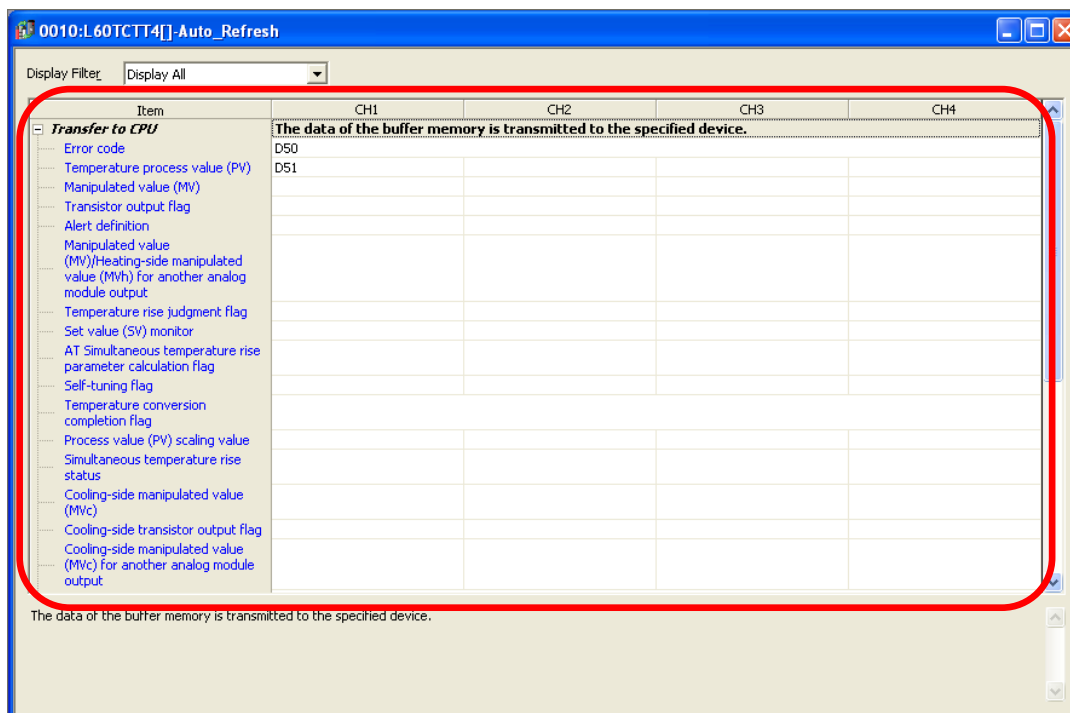 0010:L60TCTT4[]-Auto_Refresh
Display Filter Display All
Item CH1 CH2 CH3 CH4
Transfer to CPU The data of the buffer memory is transmitted to the specified device.
Error code D50
Temperature process value (PV) D51
Manipulated value (MV)
Transistor output flag
Alert definition
Manipulated value
(MV)/Heating-side manipulated
value (MVh) for another analog
module output
Temperature rise judgment flag
Set value (SV) monitor
AT Simultaneous temperature rise
parameter calculation flag
Self-tuning flag
Temperature conversion
completion flag
Process value (PV) scaling value
Simultaneous temperature rise
status
Cooling-side manipulated value
(MVc)
Cooling-side transistor output flag
Cooling-side manipulated value
(MVc) for another analog module
output
The data of the buffer memory is transmitted to the specified device.